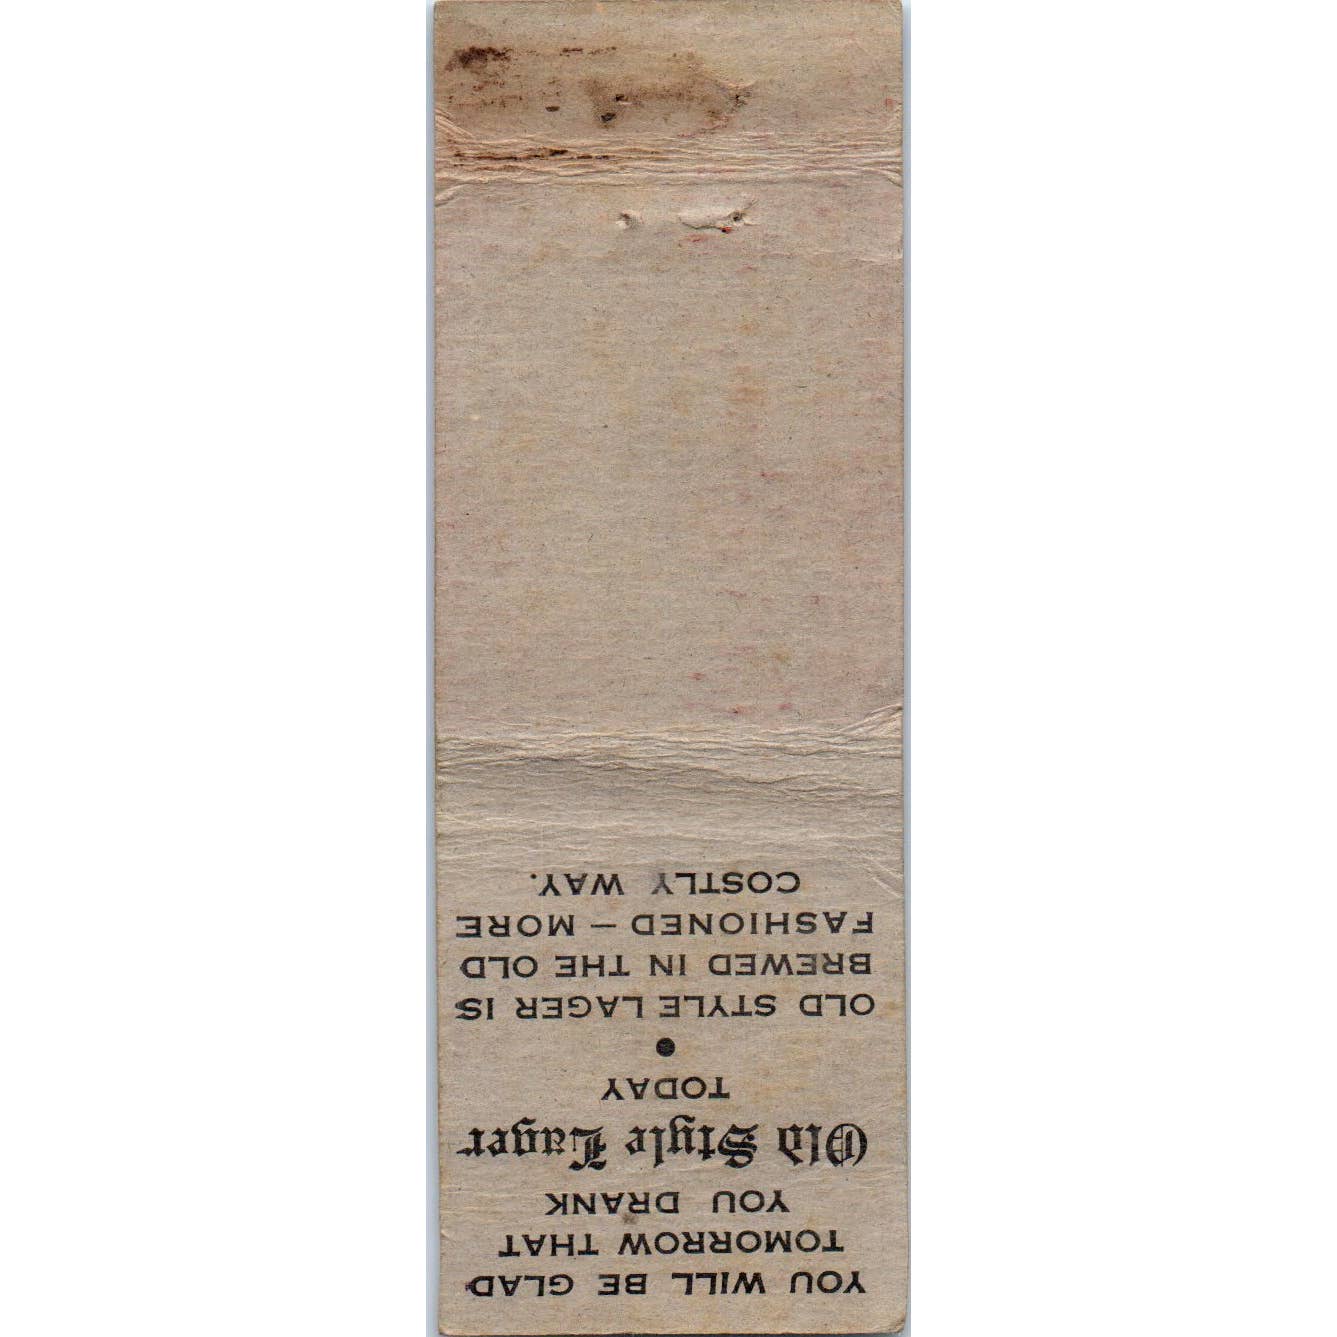 YOU WILL BE GLAD
TOMORROW THAT
YOU DRANK
Old Style Lager
TODAY
●
OLD STYLE LAGER IS
BREWED IN THE OLD
FASHIONED — MORE
COSTLY WAY.